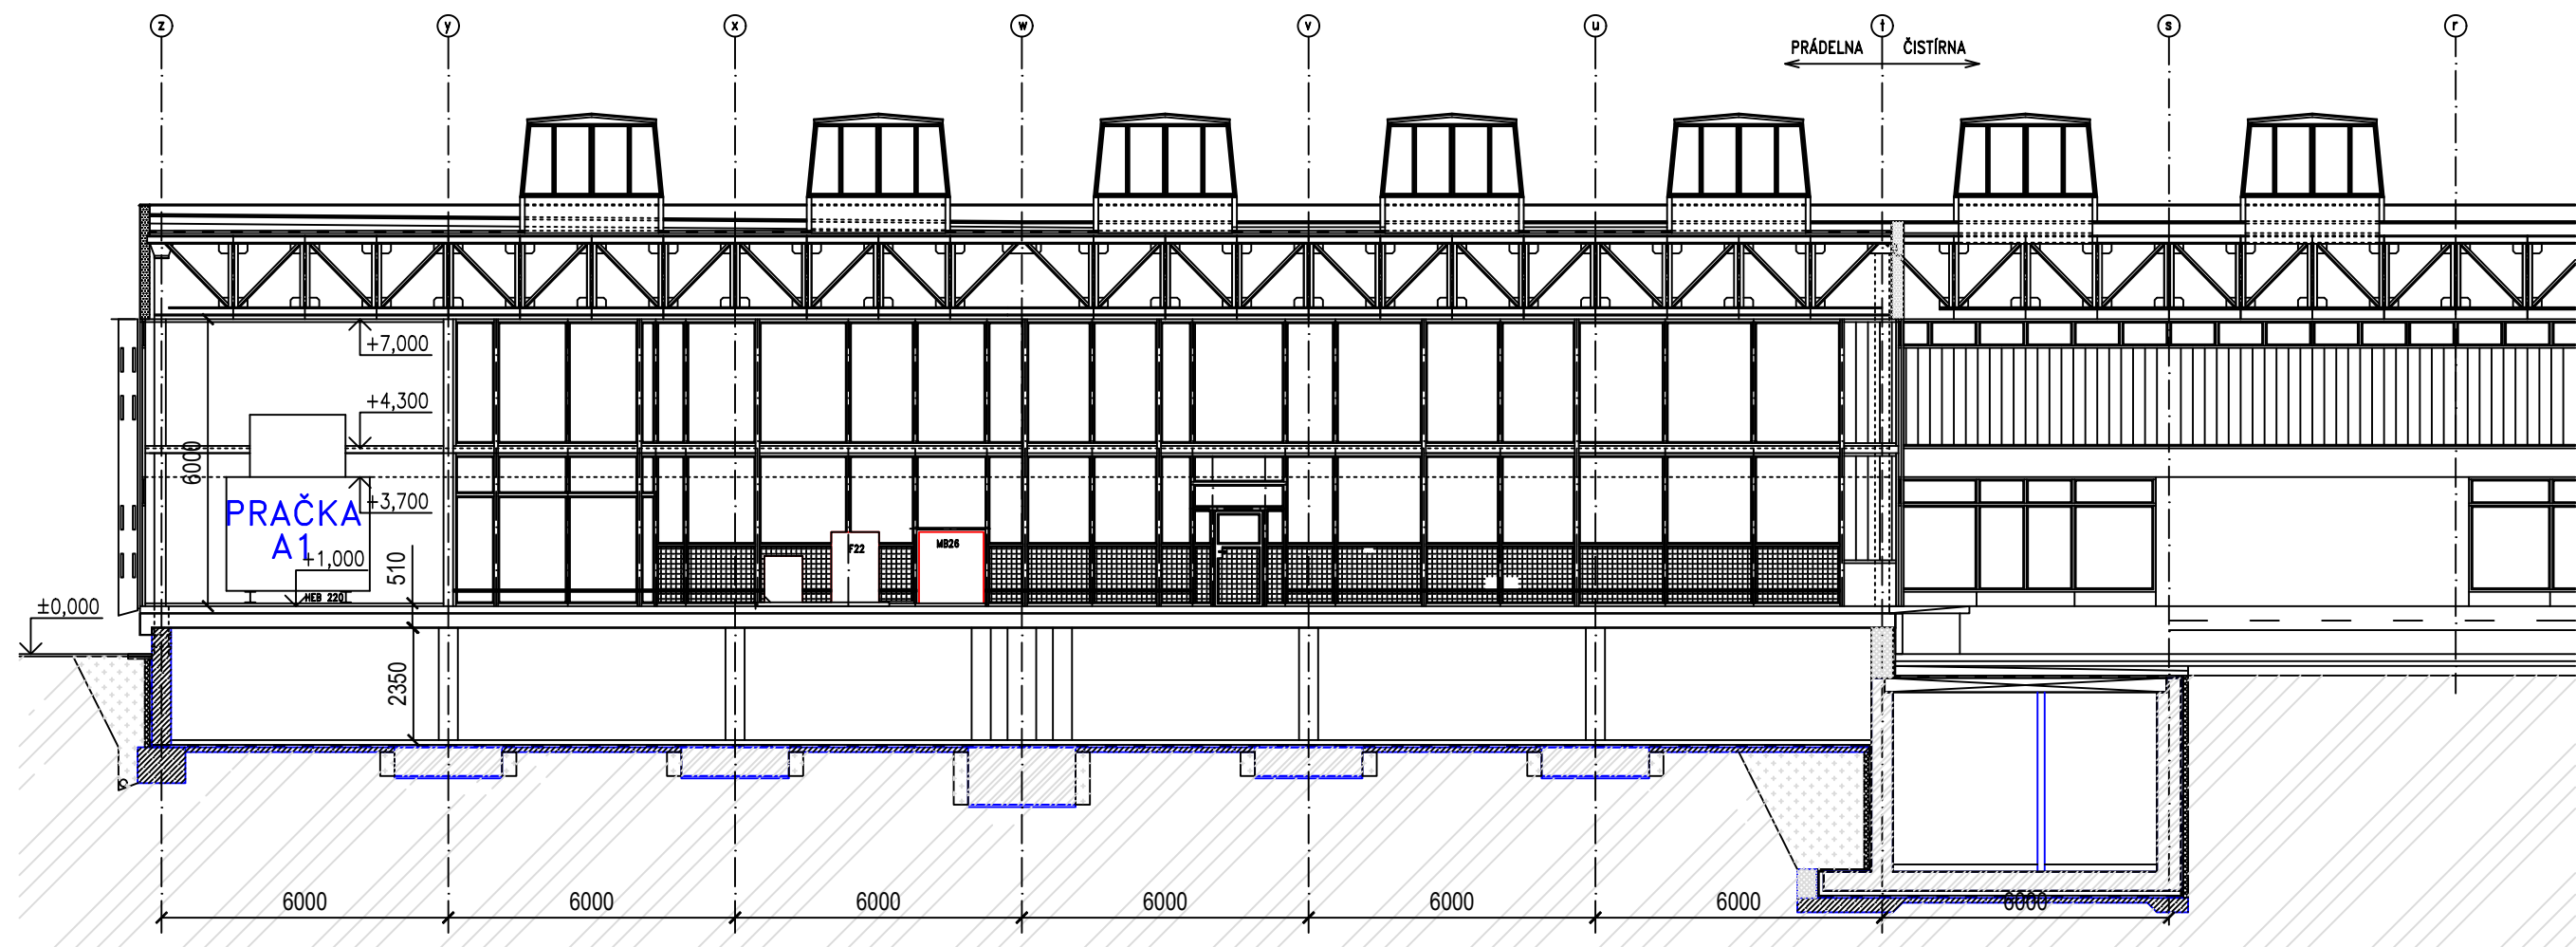 z y x w v u t s r
PRÁDELNA ČISTÍRNA
+7,000
+4,300
6000
+3,700
PRAČKA
A1
+1,000
510
HEB 220
F22
MB26
±0,000
2350
6000 6000 6000 6000 6000 6000 6000